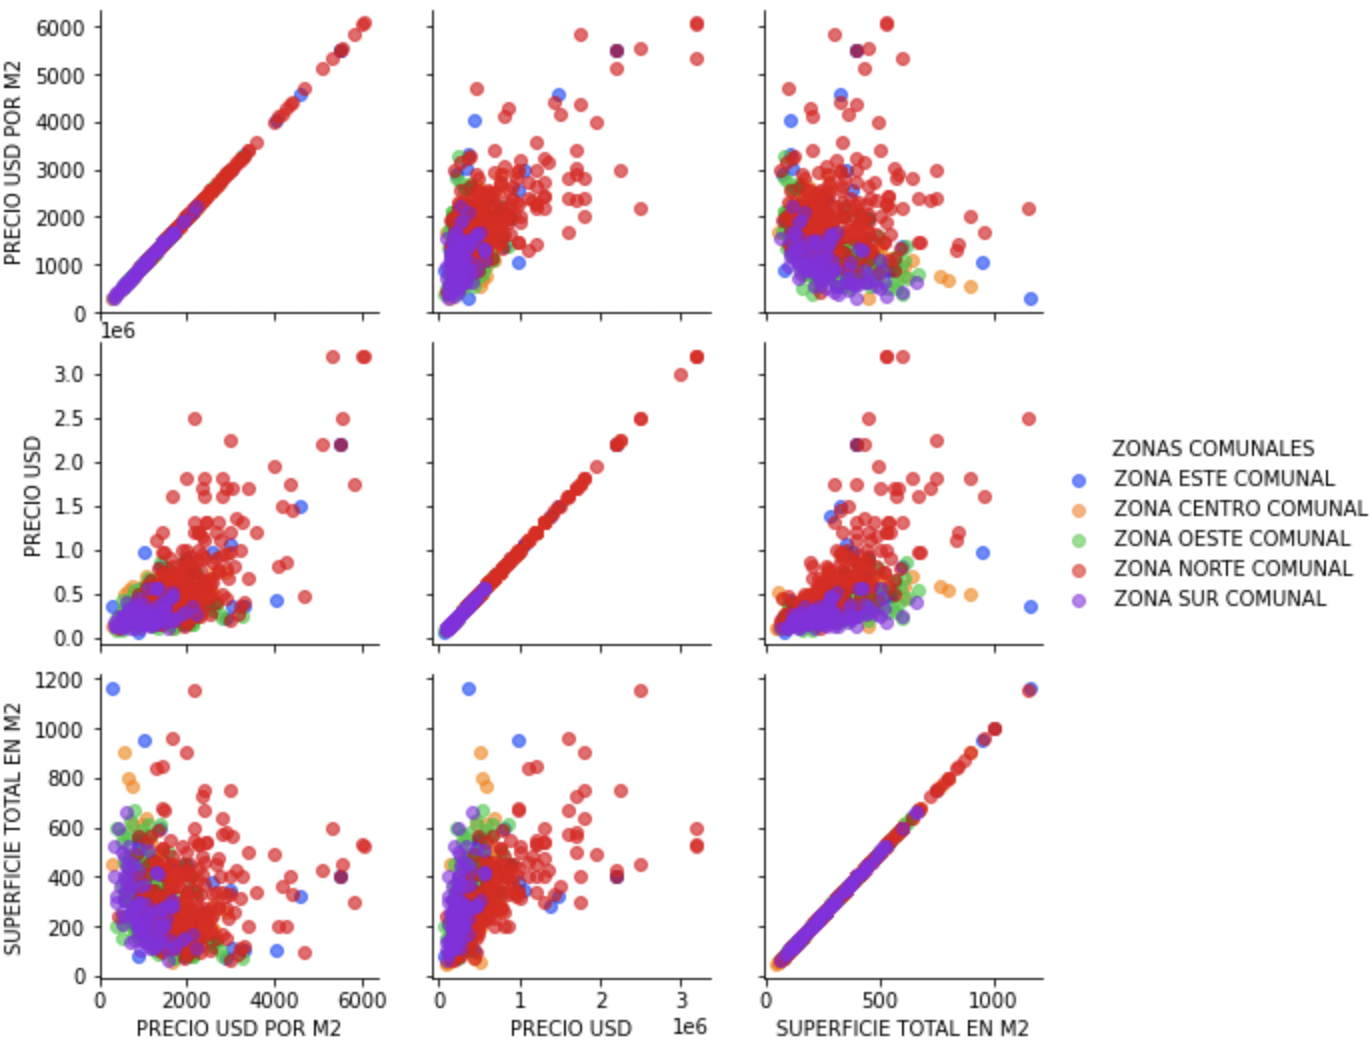 PRECIO USD POR M2
6000
5000
4000
3000
2000
1000
0
1e6
PRECIO USD
3.0
2.5
2.0
1.5
1.0
0.5
0.0
ZONAS COMUNALES
ZONA ESTE COMUNAL
ZONA CENTRO COMUNAL
ZONA OESTE COMUNAL
ZONA NORTE COMUNAL
ZONA SUR COMUNAL
SUPERFICIE TOTAL EN M2
1200
1000
800
600
400
200
0
0 2000 4000 6000
PRECIO USD POR M2
0 1 2 3
PRECIO USD 1e6
0 500 1000
SUPERFICIE TOTAL EN M2